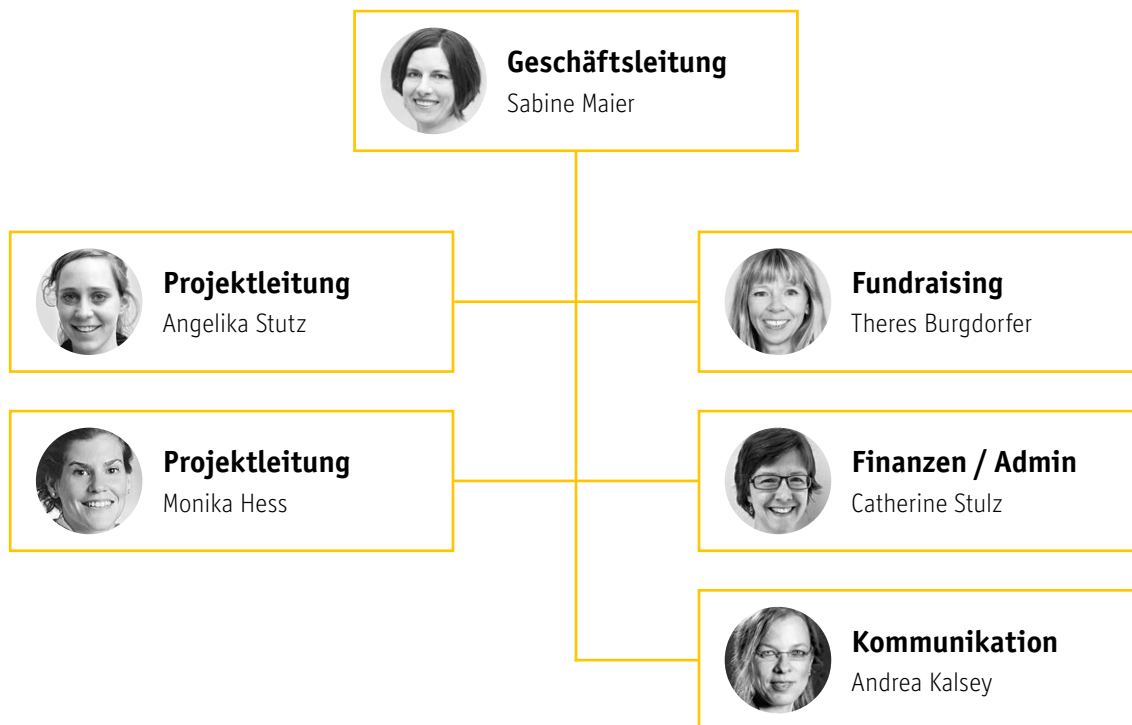 Geschäftsleitung
Sabine Maier
Projektleitung
Angelika Stutz
Fundraising
Theres Burgdorfer
Projektleitung
Monika Hess
Finanzen / Admin
Catherine Stulz
Kommunikation
Andrea Kalsey